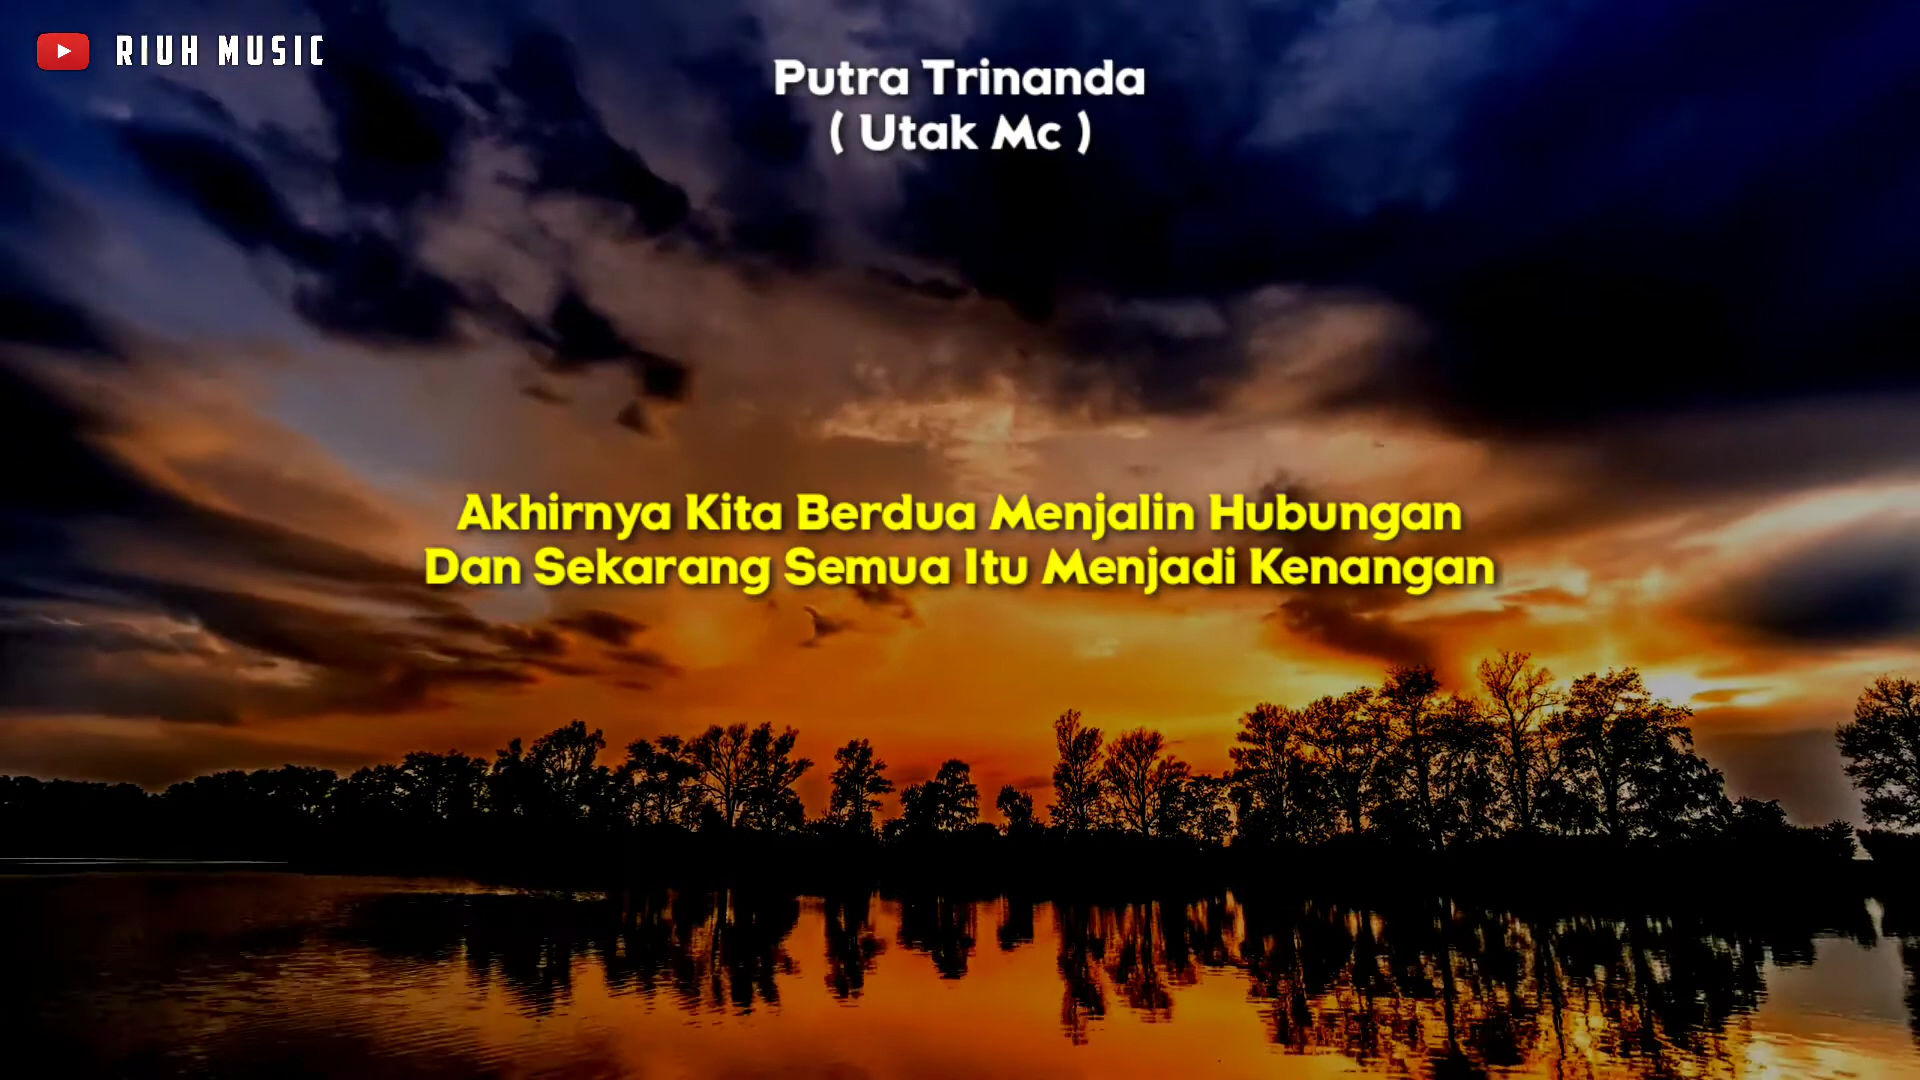 RIUH MUSIC
Putra Trinanda
( Utak Mc )
Akhirnya Kita Berdua Menjalin Hubungan
Dan Sekarang Semua Itu Menjadi Kenangan